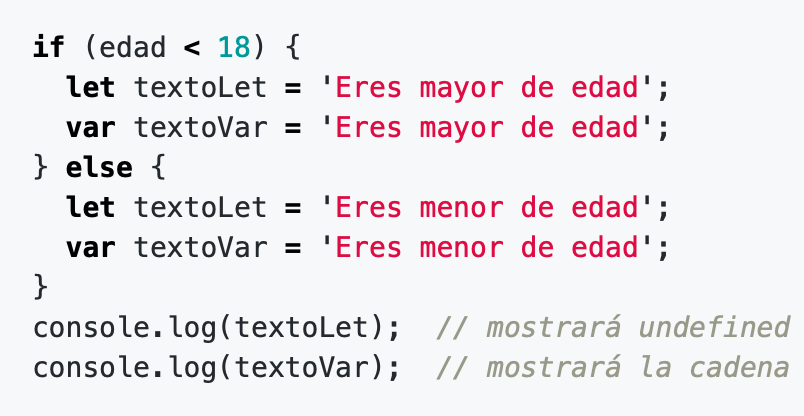 if (edad < 18) {
  let textoLet = 'Eres mayor de edad';
  var textoVar = 'Eres mayor de edad';
} else {
  let textoLet = 'Eres menor de edad';
  var textoVar = 'Eres menor de edad';
}
console.log(textoLet);  // mostrará undefined
console.log(textoVar);  // mostrará la cadena